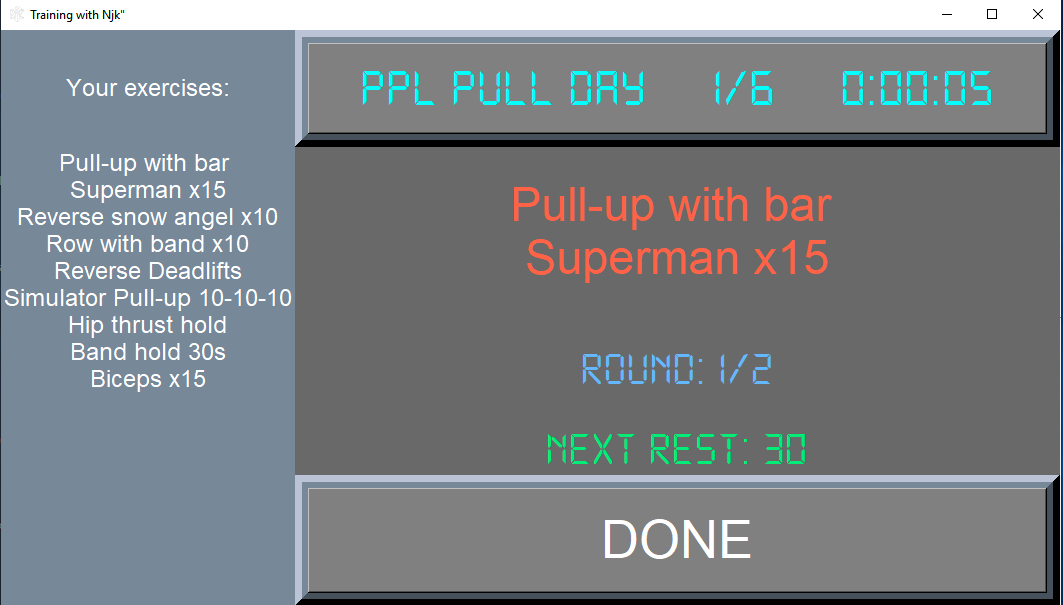 Training with Njk"
Your exercises:
Pull-up with bar
Superman x15
Reverse snow angel x10
Row with band x10
Reverse Deadlifts
Simulator Pull-up 10-10-10
Hip thrust hold
Band hold 30s
Biceps x15
PPL PULL DAY 1/6 0:00:05
Pull-up with bar
Superman x15
ROUND: 1/2
NEXT REST: 30
DONE